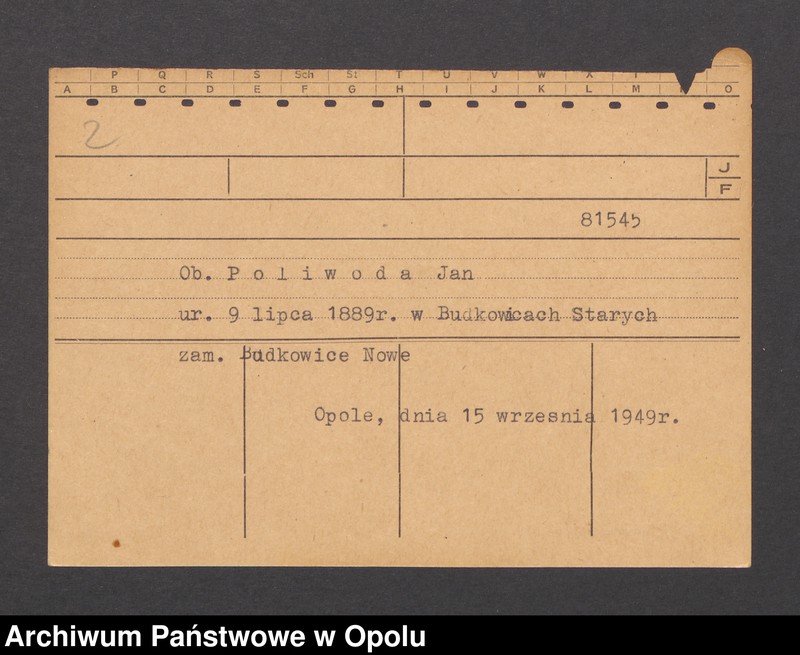 P Q R S Sch St T U V W X
A B C D E F G H I J K L M O
2
J
F
81545
Ob. P o l i w o d a Jan
ur. 9 lipca 1889r. w Budkowicach Starych
zam. Budkowice Nowe
Opole, dnia 15 wrzesnia 1949r.
Archiwum Państwowe w Opolu